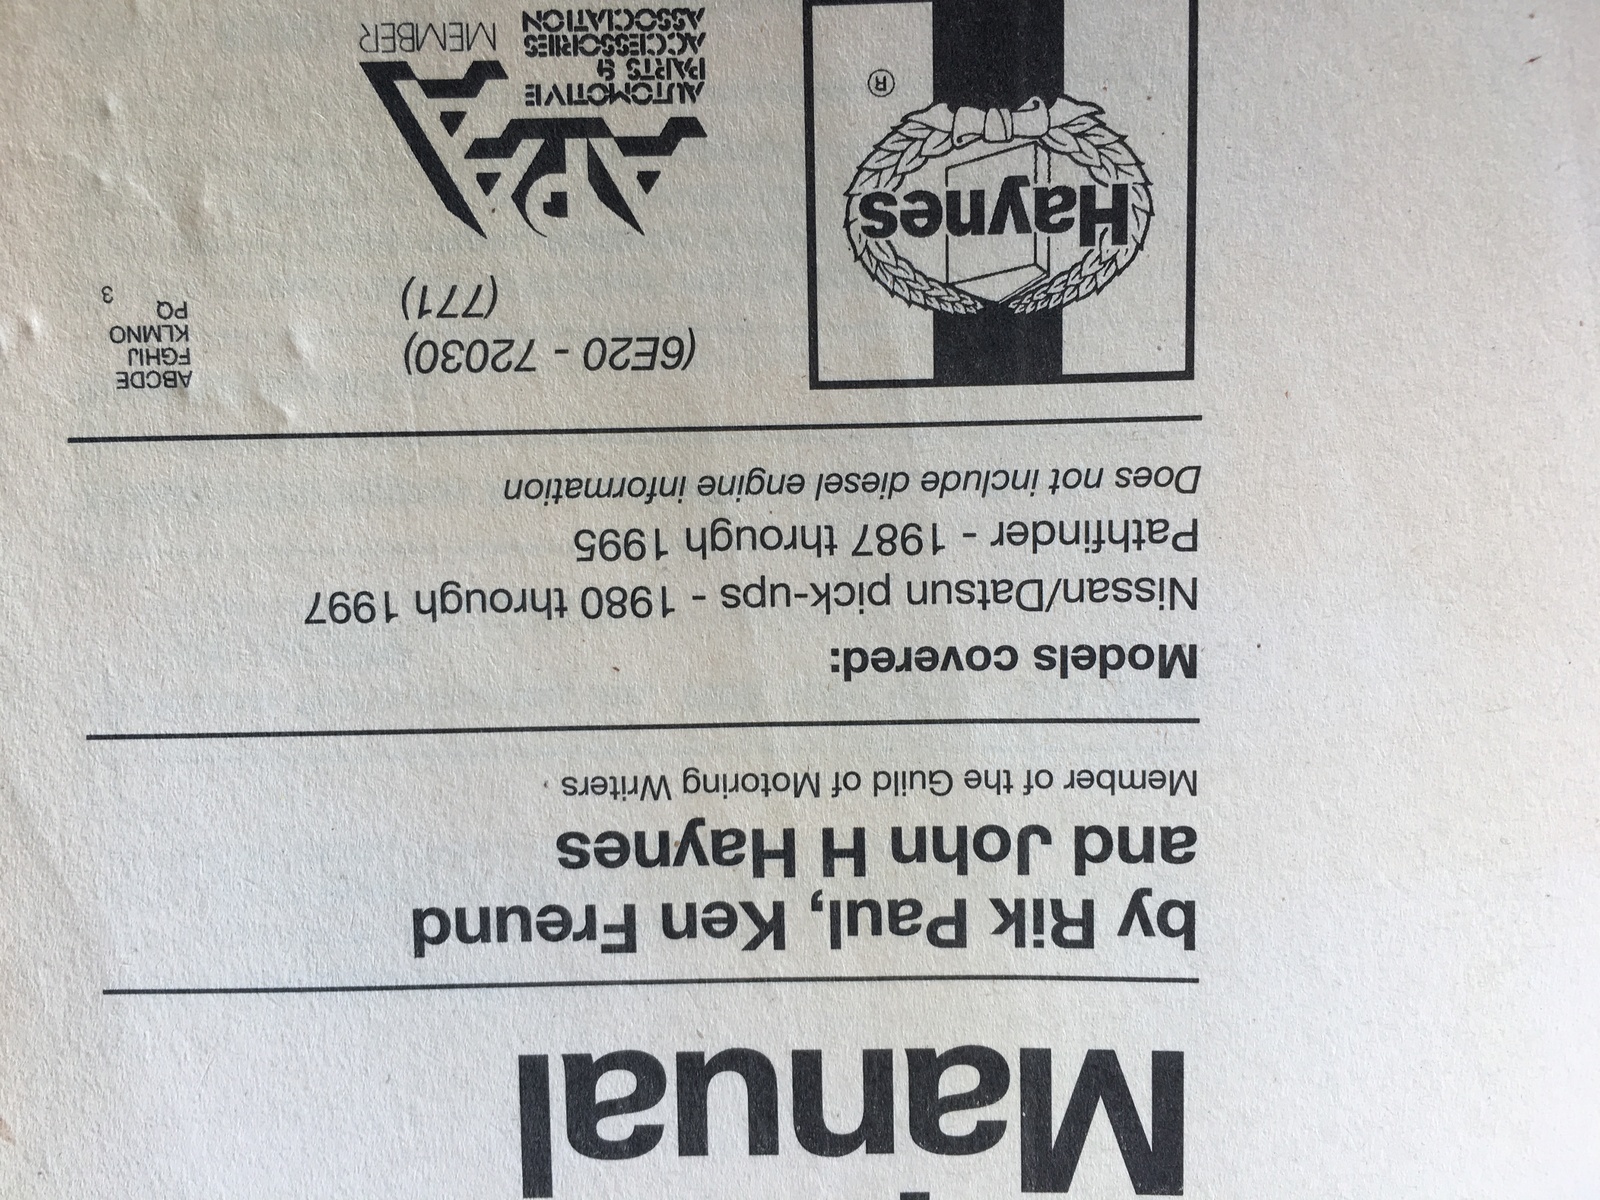 Manual
by Rik Paul, Ken Freund
and John H Haynes
Member of the Guild of Motoring Writers
Models covered:
Nissan/Datsun pick-ups - 1980 through 1997
Pathfinder - 1987 through 1995
Does not include diesel engine information
Haynes
®
(6E20 - 72030)
(771)
ABCDE
FGHIJ
KLMNO
PQ
3
APAA
AUTOMOTIVE
PARTS &
ACCESSORIES
ASSOCIATION
MEMBER